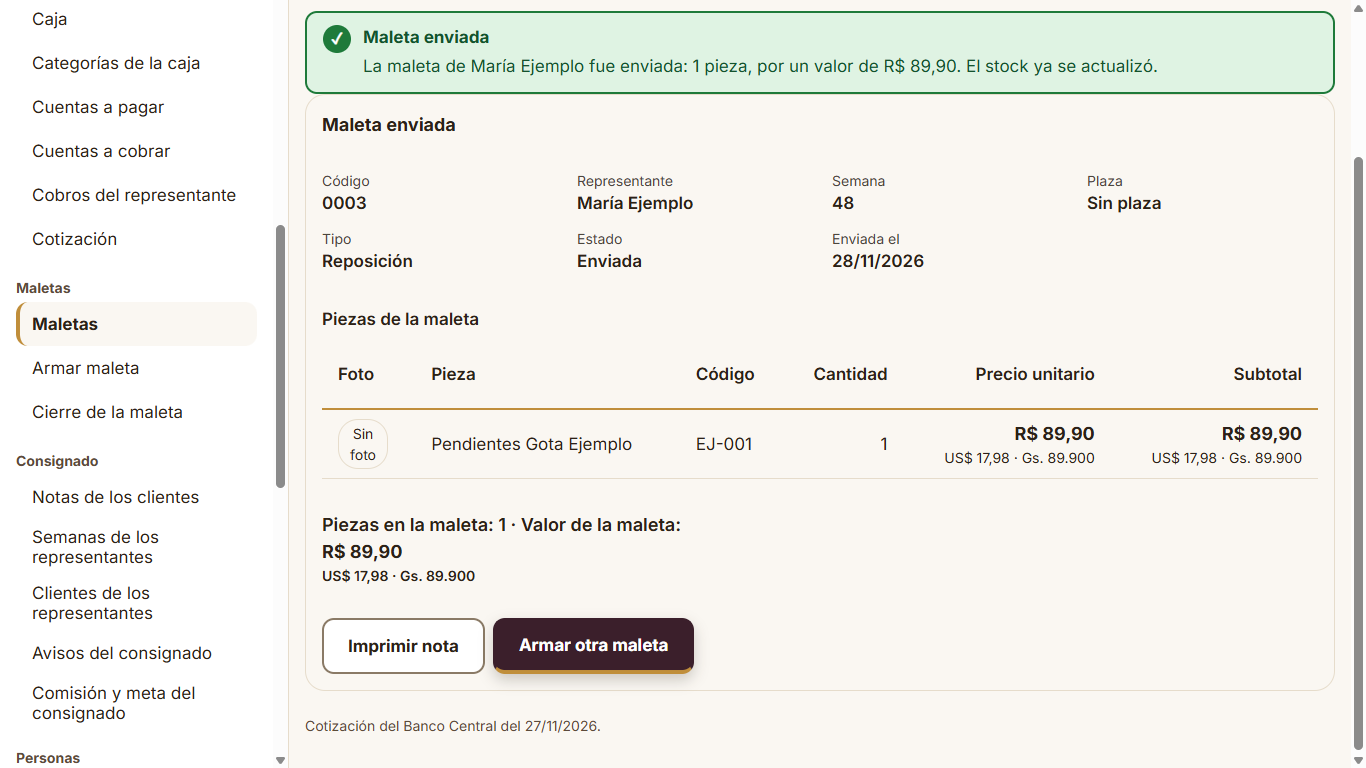 Caja
Categorías de la caja
Cuentas a pagar
Cuentas a cobrar
Cobros del representante
Cotización
Maletas
Maletas
Armar maleta
Cierre de la maleta
Consignado
Notas de los clientes
Semanas de los
representantes
Clientes de los
representantes
Avisos del consignado
Comisión y meta del
consignado
Personas
Maleta enviada
La maleta de María Ejemplo fue enviada: 1 pieza, por un valor de R$ 89,90. El stock ya se actualizó.
Maleta enviada
Código Representante Semana Plaza
0003 María Ejemplo 48 Sin plaza
Tipo Estado Enviada el
Reposición Enviada 28/11/2026
Piezas de la maleta
Foto Pieza Código Cantidad Precio unitario Subtotal
Sin
foto
Pendientes Gota Ejemplo EJ-001 1 R$ 89,90 R$ 89,90
US$ 17,98 · Gs. 89.900 US$ 17,98 · Gs. 89.900
Piezas en la maleta: 1 · Valor de la maleta:
R$ 89,90
US$ 17,98 · Gs. 89.900
Imprimir nota Armar otra maleta
Cotización del Banco Central del 27/11/2026.